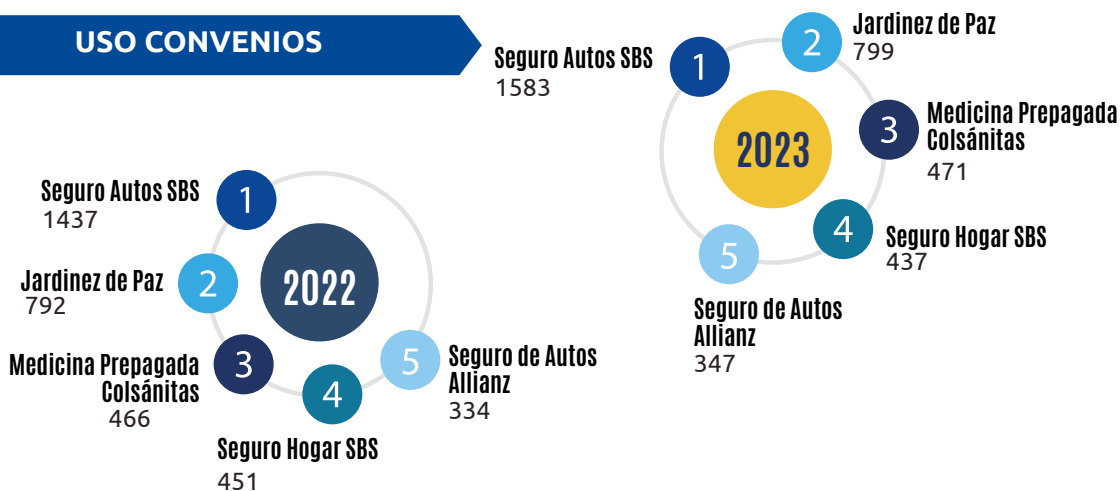 USO CONVENIOS
2022
1
Seguro Autos SBS
1437
2
Jardinez de Paz
792
3
Medicina Prepagada
Colsánitas
466
4
Seguro Hogar SBS
451
5
Seguro de Autos
Allianz
334
2023
1
Seguro Autos SBS
1583
2
Jardinez de Paz
799
3
Medicina Prepagada
Colsánitas
471
4
Seguro Hogar SBS
437
5
Seguro de Autos
Allianz
347